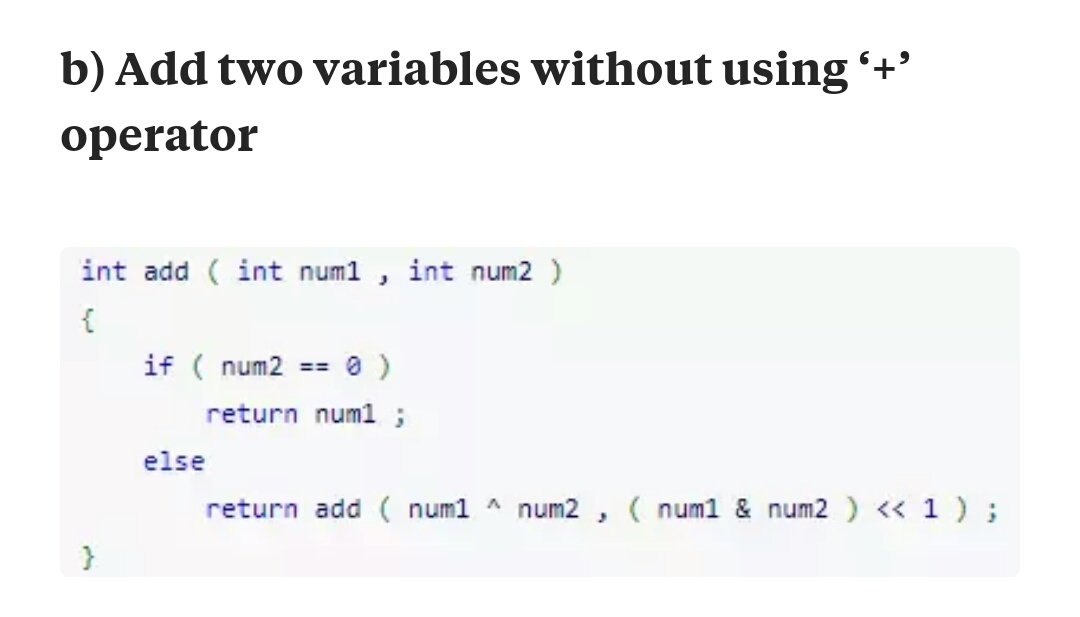 b) Add two variables without using ‘+’
operator
int add ( int num1 , int num2 )
{
    if ( num2 == 0 )
        return num1 ;
    else
        return add ( num1 ^ num2 , ( num1 & num2 ) << 1 ) ;
}